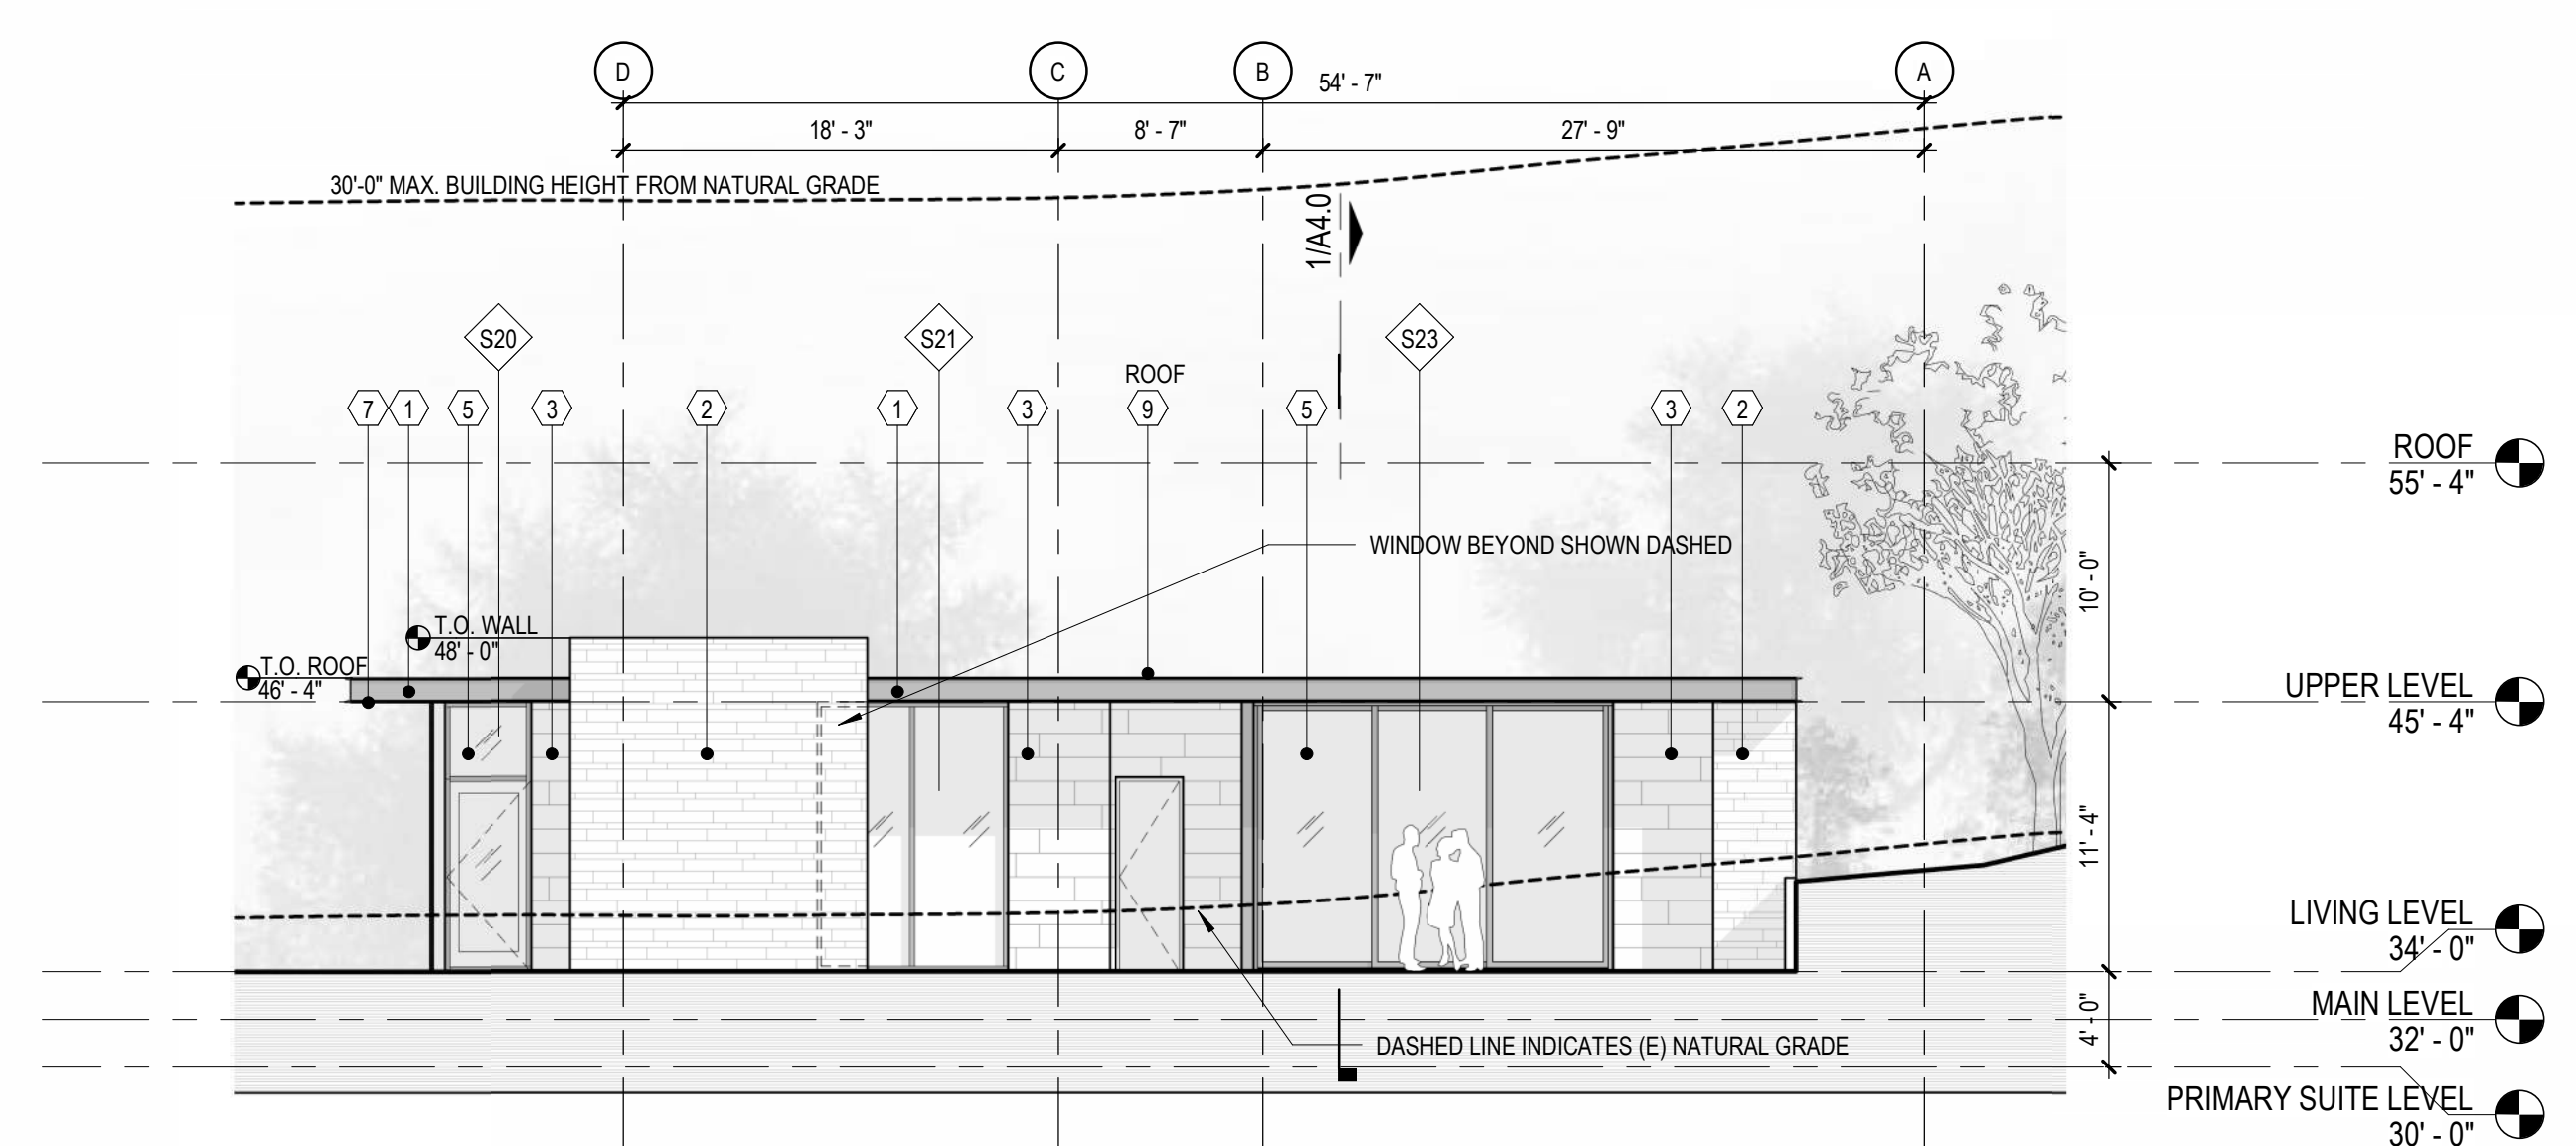 D
C
B
A
54' - 7"
18' - 3"
8' - 7"
27' - 9"
30'-0" MAX. BUILDING HEIGHT FROM NATURAL GRADE
1/A4.0
S20
S21
S23
ROOF
7
1
5
3
2
1
3
9
5
3
2
ROOF
55' - 4"
WINDOW BEYOND SHOWN DASHED
10' - 0"
T.O. WALL
48' - 0"
T.O. ROOF
46' - 4"
UPPER LEVEL
45' - 4"
11' - 4"
LIVING LEVEL
34' - 0"
MAIN LEVEL
32' - 0"
4' - 0"
DASHED LINE INDICATES (E) NATURAL GRADE
PRIMARY SUITE LEVEL
30' - 0"